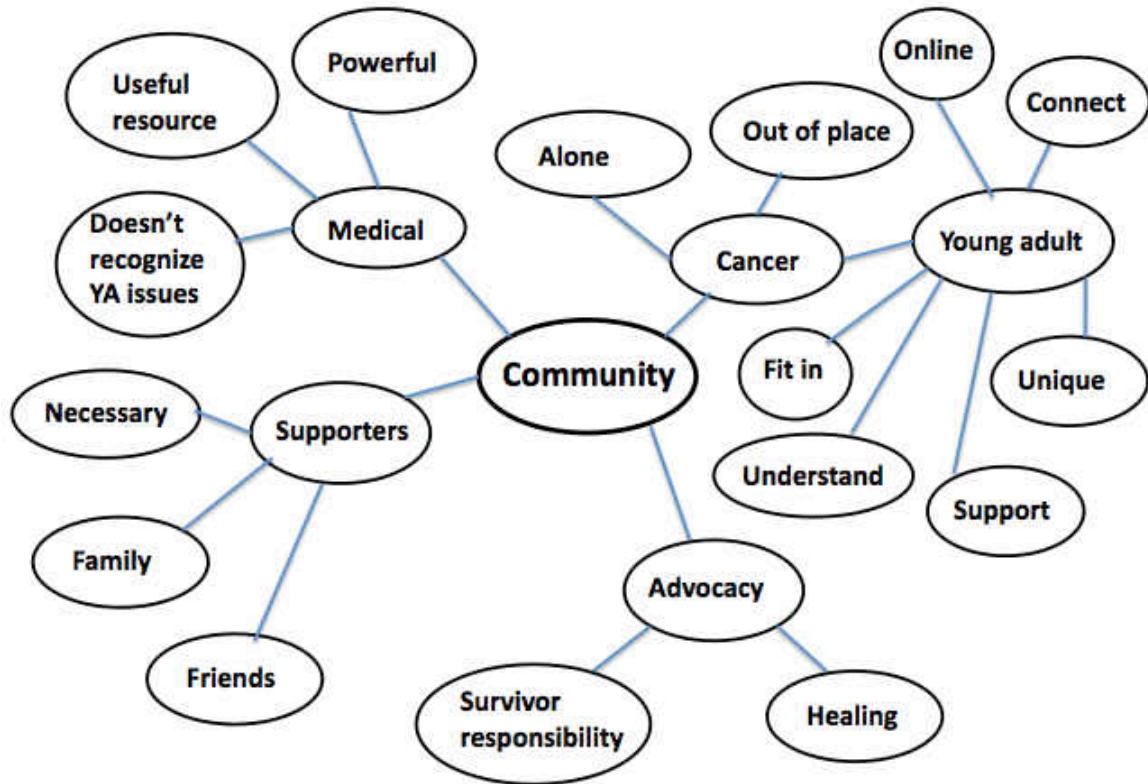 Online
Powerful
Useful
resource
Connect
Out of place
Alone
Doesn't
recognize
YA issues
Medical
Young adult
Cancer
Community
Fit in
Unique
Necessary
Supporters
Understand
Support
Family
Advocacy
Friends
Survivor
responsibility
Healing